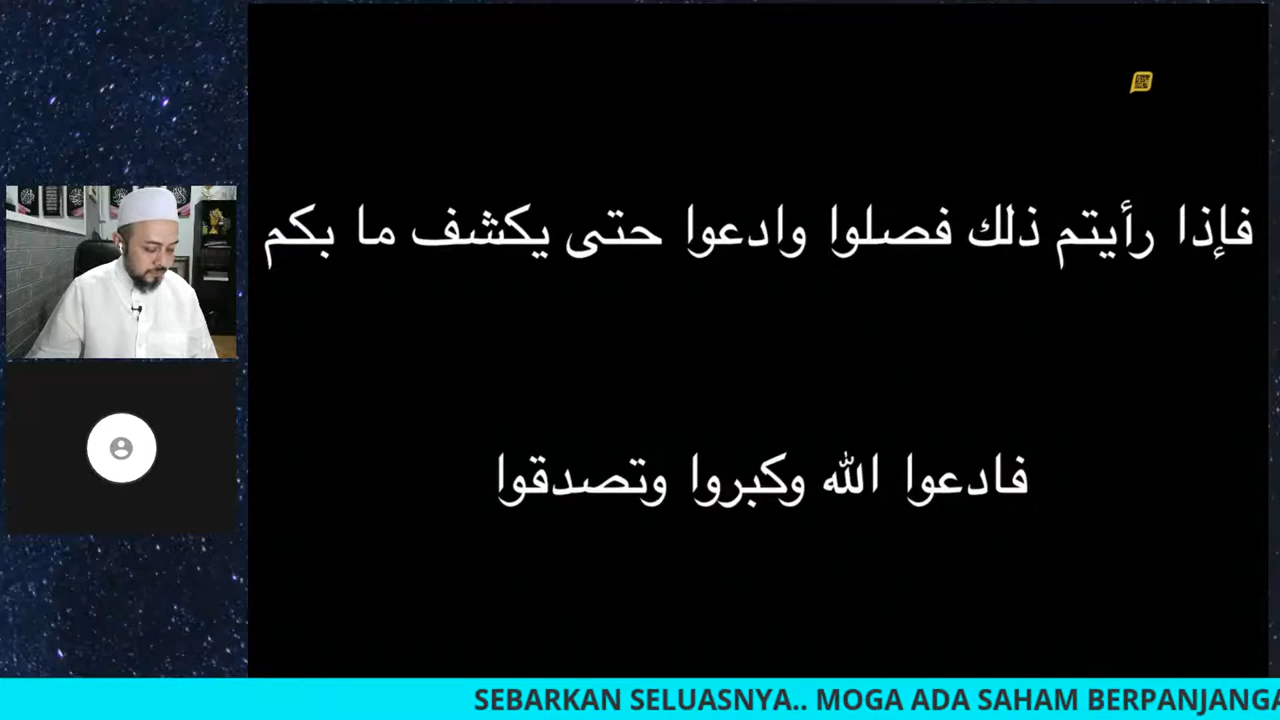 فإذا رأيتم ذلك فصلوا وادعوا حتى يكشف ما بكم
فادعوا الله وكبروا وتصدقوا
SEBARKAN SELUASNYA.. MOGA ADA SAHAM BERPANJANGA